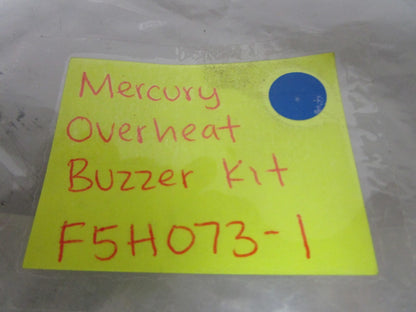 Mercury
Overheat
Buzzer Kit
F5H073-1